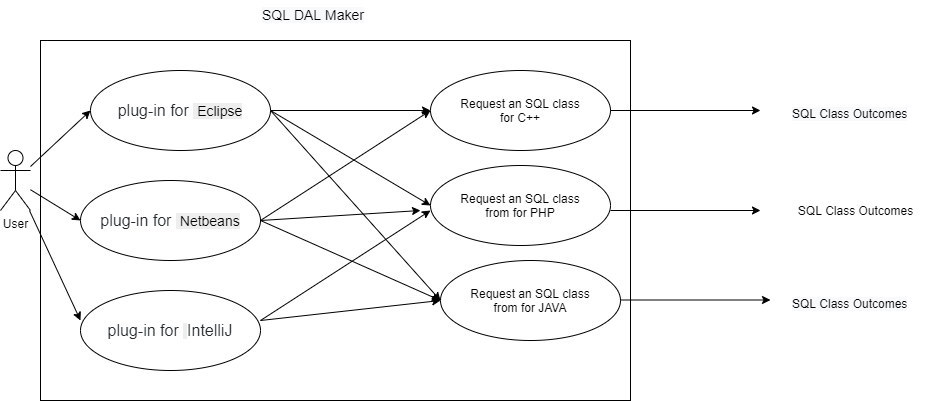 SQL DAL Maker
plug-in for Eclipse
Request an SQL class
for C++
SQL Class Outcomes
User
plug-in for Netbeans
Request an SQL class
from for PHP
SQL Class Outcomes
plug-in for IntelliJ
Request an SQL class
from for JAVA
SQL Class Outcomes